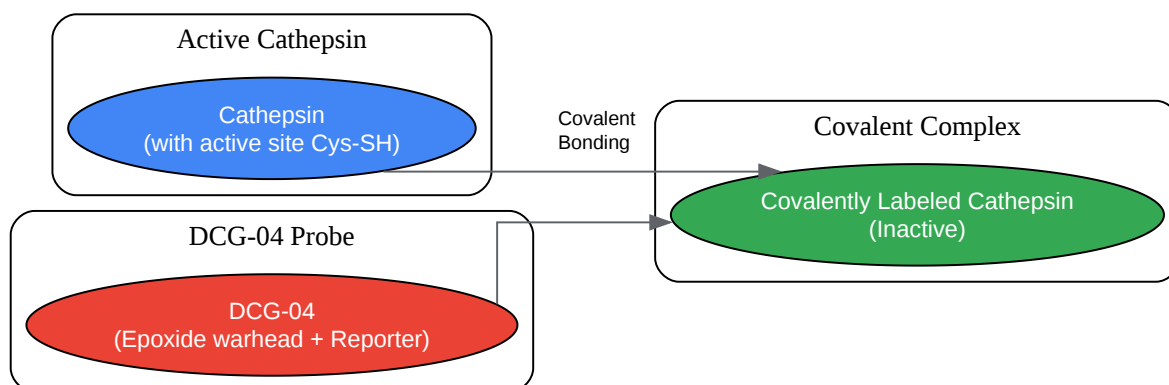 Active Cathepsin
Cathepsin
(with active site Cys-SH)
Covalent
Bonding
Covalent Complex
Covalently Labeled Cathepsin
(Inactive)
DCG-04 Probe
DCG-04
(Epoxide warhead + Reporter)